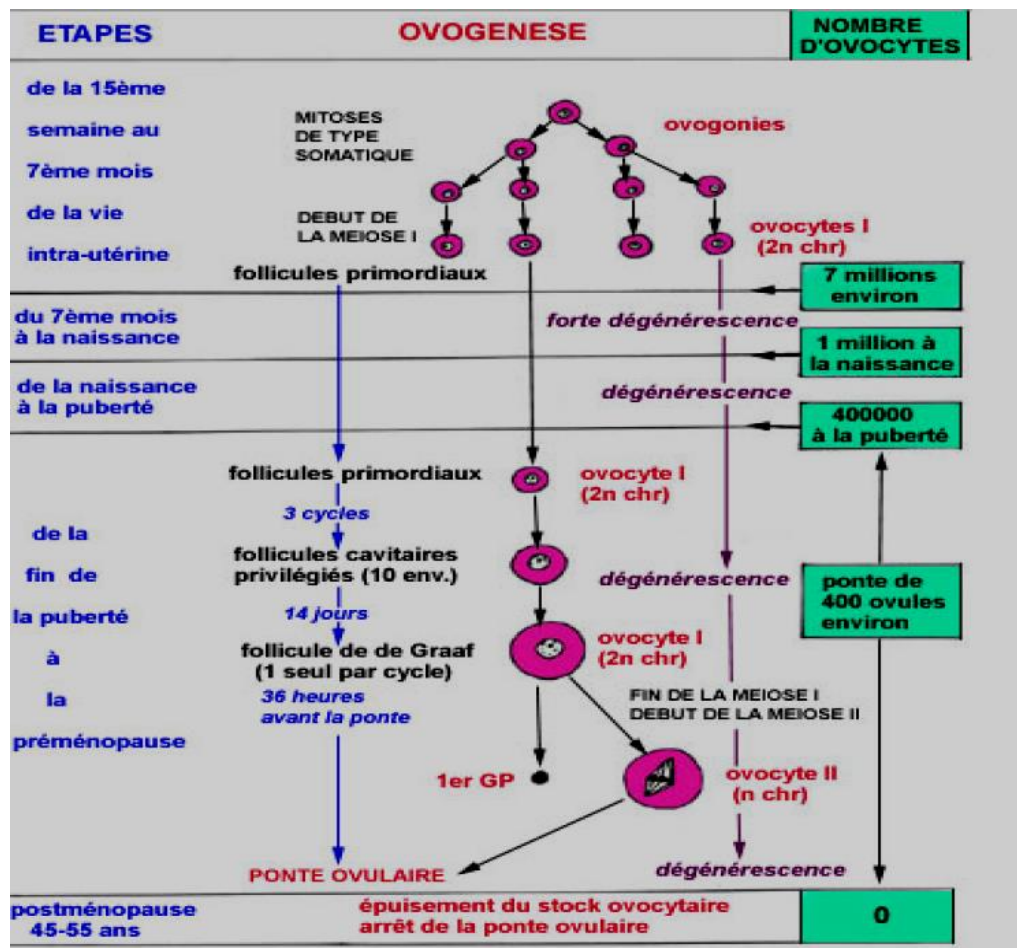 ETAPES
OVOGENESE
NOMBRE
D'OVOCYTES
de la 15ème
semaine au
7ème mois
de la vie
intra-utérine
MITOSES
DE TYPE
SOMATIQUE
ovogonies
DEBUT DE
LA MEIOSE I
ovocytes I
(2n chr)
follicules primordiaux
7 millions
environ
du 7ème mois
à la naissance
forte dégénérescence
1 million à
la naissance
de la naissance
à la puberté
dégénérescence
400000
à la puberté
de la
fin de
la puberté
à
la
préménopause
follicules primordiaux
3 cycles
follicules cavitaires
privilégiés (10 env.)
14 jours
follicule de de Graaf
(1 seul par cycle)
36 heures
avant la ponte
ovocyte I
(2n chr)
dégénérescence
ponte de
400 ovules
environ
ovocyte I
(2n chr)
FIN DE LA MEIOSE I
DEBUT DE LA MEIOSE II
1er GP
ovocyte II
(n chr)
PONTE OVULAIRE
dégénérescence
postménopause
45-55 ans
épuisement du stock ovocytaire
arrêt de la ponte ovulaire
0